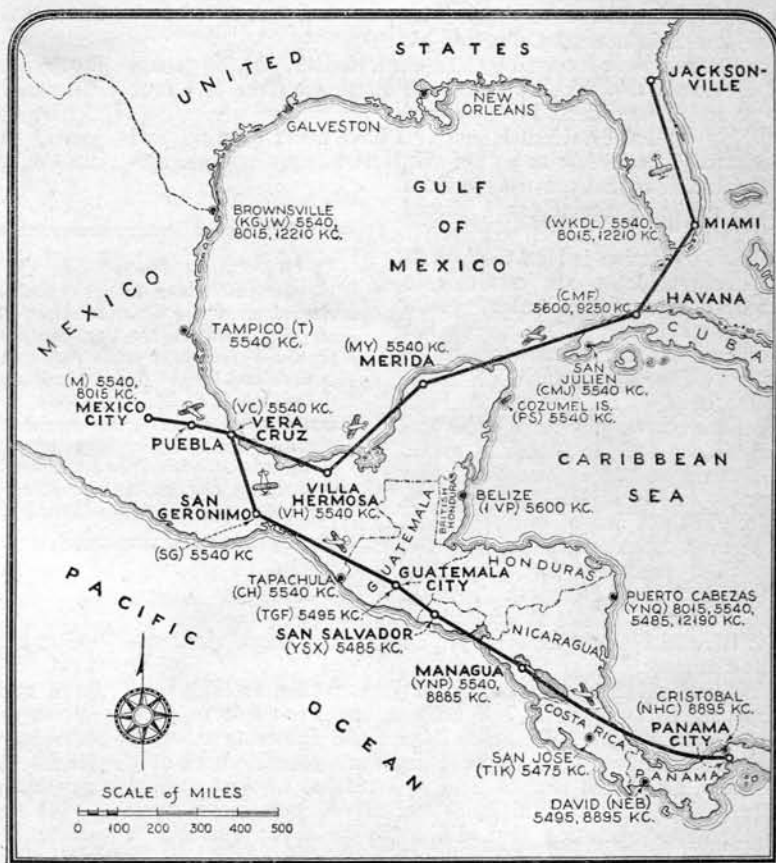 UNITED STATES
JACKSON-
VILLE
NEW
ORLEANS
GALVESTON
GULF
OF
MEXICO
BROWNSVILLE
(KGJW) 5540,
8015, 12210 KC.
(WKDL) 5540,
8015, 12210 KC.
MIAMI
MEXICO
(CMF)
5600, 9250 KC.
HAVANA
CUBA
TAMPICO (T)
5540 KC.
(MY) 5540 KC.
MERIDA
SAN
JULIEN
(CMJ) 5540 KC.
(M) 5540,
8015 KC.
MEXICO
CITY
(VC) 5540 KC.
VERA
CRUZ
COZUMEL IS.
(PS) 5540 KC.
PUEBLA
CARIBBEAN
SEA
VILLA
HERMOSA
(VH) 5540 KC.
SAN
GERONIMO
(SG) 5540 KC
BRITISH
HONDURAS
BELIZE
(1 VP) 5600 KC.
GUATEMALA
HONDURAS
PACIFIC
OCEAN
TAPACHULA
(CH) 5540 KC.
GUATEMALA
CITY
(TGF) 5495 KC.
PUERTO CABEZAS
(YNQ) 8015, 5540,
5485, 12190 KC.
SAN SALVADOR
(YSX) 5485 KC.
NICARAGUA
MANAGUA
(YNP) 5540,
8885 KC.
CRISTOBAL
(NHC) 8895 KC.
COSTA RICA
PANAMA
CITY
SAN JOSE
(TIK) 5475 KC.
PANAMA
DAVID (NEB)
5495, 8895 KC.
SCALE of MILES
0 100 200 300 400 500